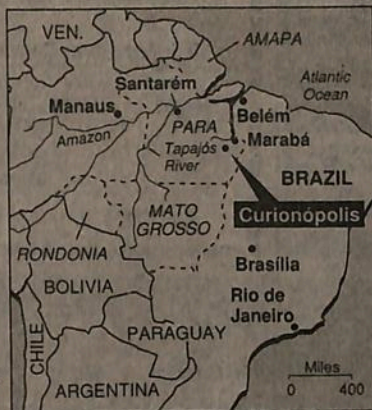 VEN.
AMAPA
Santarém
Atlantic
Ocean
Manaus
Belém
PARA
Amazon
Tapajós
River
Marabá
BRAZIL
MATO
GROSSO
Curionópolis
RONDONIA
Brasília
BOLIVIA
Rio de
Janeiro
PARAGUAY
CHILE
Miles
0 400
ARGENTINA